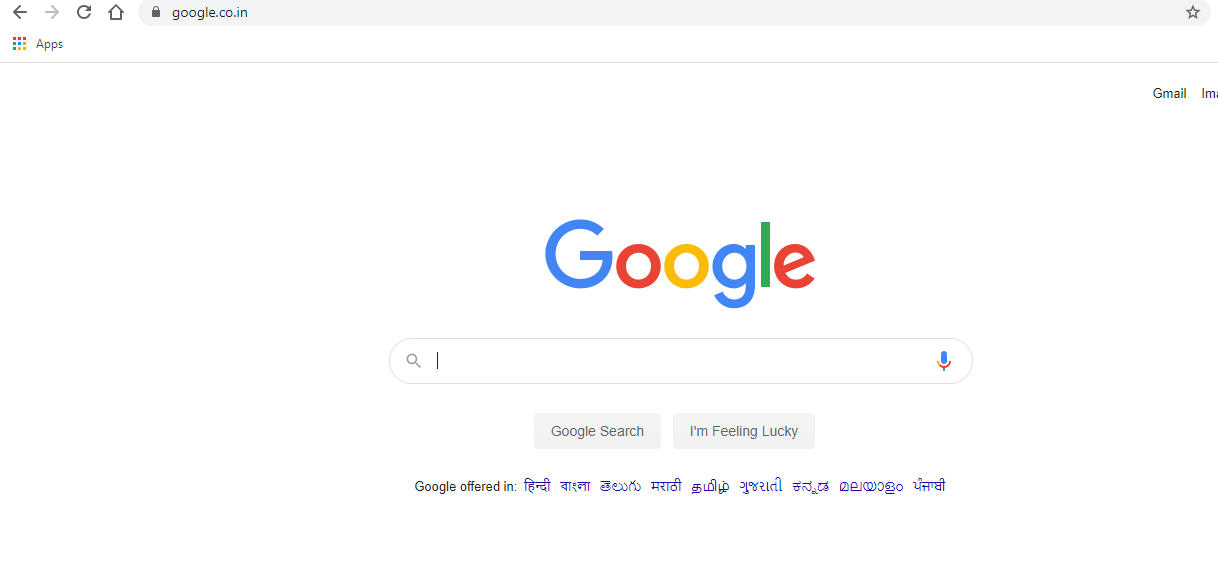 google.co.in
Apps
Gmail
Google
Google Search I'm Feeling Lucky
Google offered in: हिन्दी বাংলা తెలుగు मराठी தமிழ் ગુજરાતી ಕನ್ನಡ മലയാളം ਪੰਜਾਬੀ